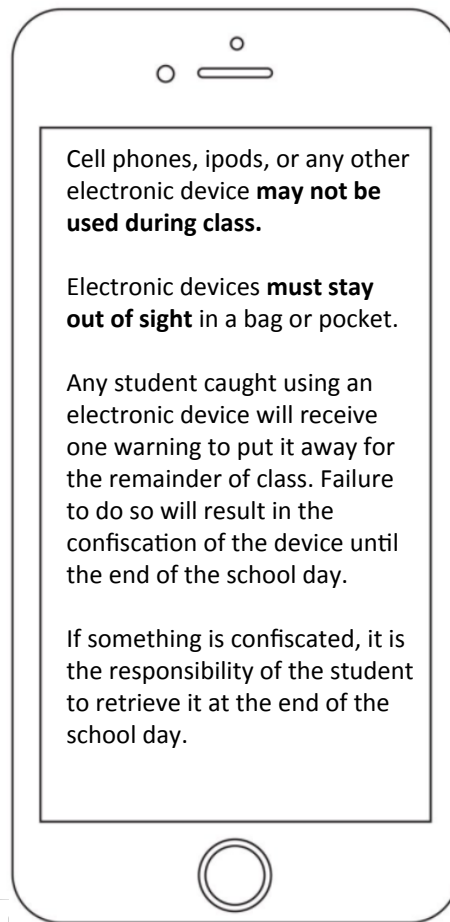 Cell phones, ipods, or any other
electronic device may not be
used during class.
Electronic devices must stay
out of sight in a bag or pocket.
Any student caught using an
electronic device will receive
one warning to put it away for
the remainder of class. Failure
to do so will result in the
confiscation of the device until
the end of the school day.
If something is confiscated, it is
the responsibility of the student
to retrieve it at the end of the
school day.